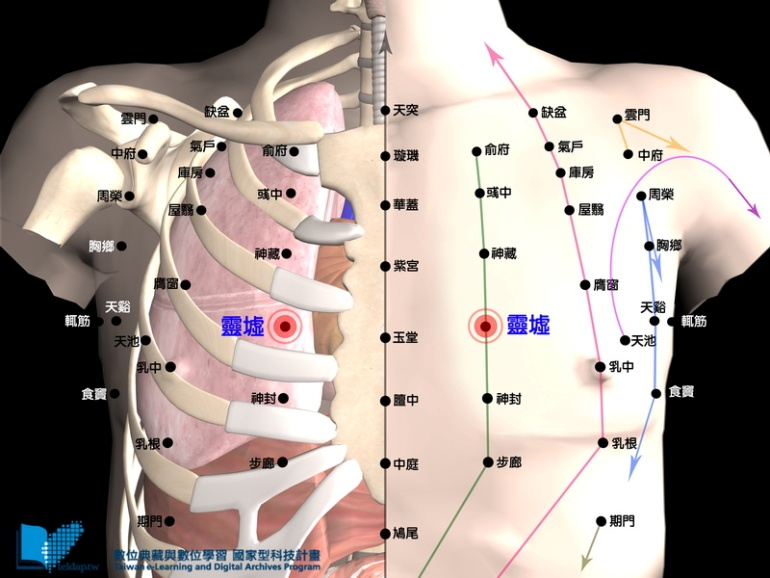 缺盆
雲門
氣戶
俞府
中府
庫房
彧中
周榮
屋翳
胸鄉
神藏
膺窗
天谿
輒筋
靈墟
天池
乳中
食竇
神封
乳根
步廊
期門
天突
璇璣
華蓋
紫宮
玉堂
膻中
中庭
鳩尾
缺盆
雲門
俞府
氣戶
中府
庫房
彧中
周榮
屋翳
胸鄉
神藏
膺窗
天谿
輒筋
靈墟
天池
乳中
食竇
神封
乳根
步廊
期門
teldaptw
數位典藏與數位學習 國家型科技計畫
Taiwan e-Learning and Digital Archives Program